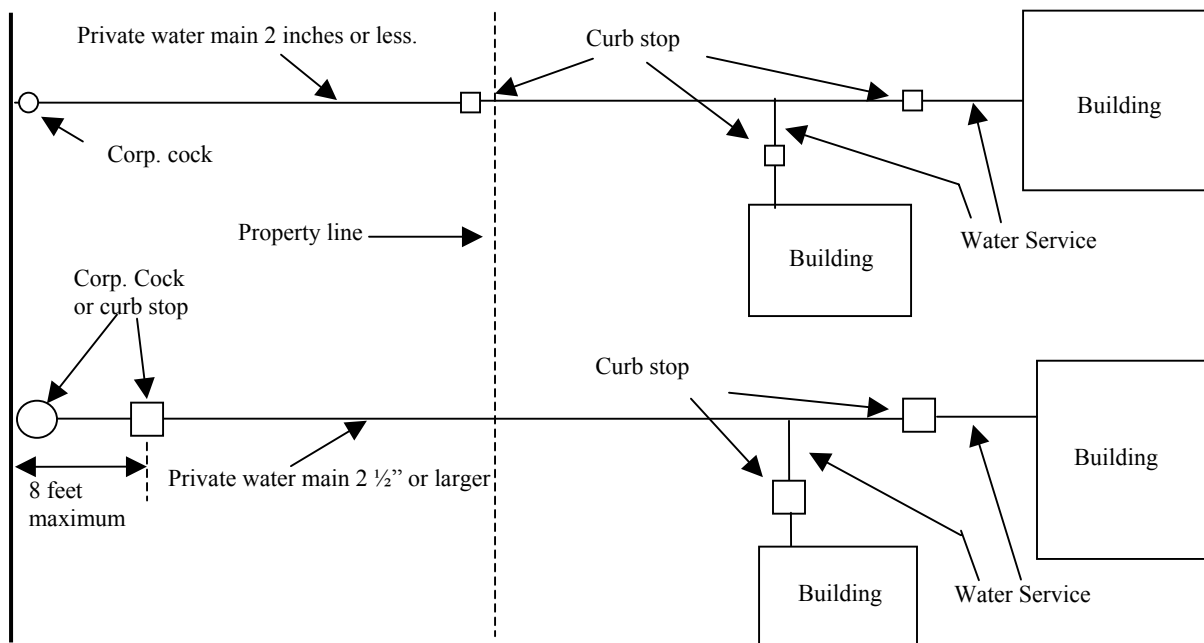 Private water main 2 inches or less.
Curb stop
Building
Corp. cock
Property line
Building
Water Service
Corp. Cock
or curb stop
Curb stop
Building
Private water main 2 ½” or larger
8 feet
maximum
Building
Water Service